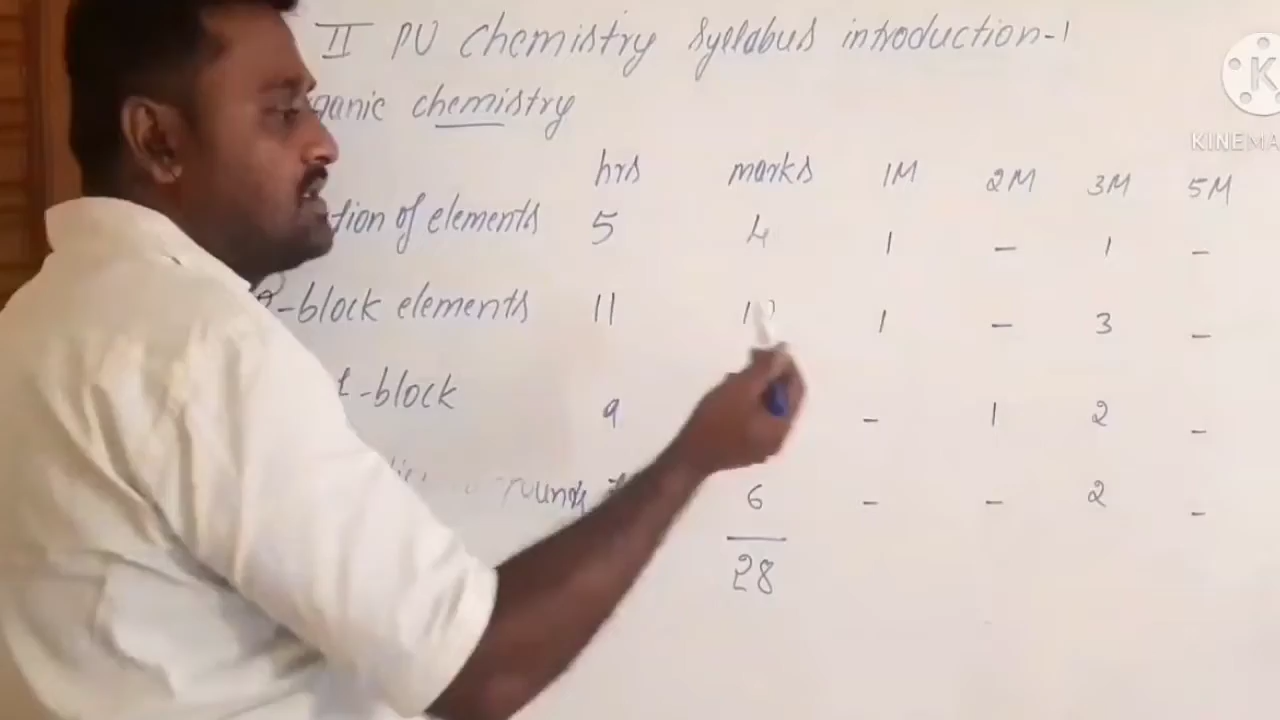 II PU Chemistry Syllabus introduction-1
ganic chemistry
hrs marks 1M 2M 3M 5M
tion of elements 5 4 1 - 1 -
P-block elements 11 10 1 - 3 -
-block 9 - 1 2 -
6 - - 2 -
28
K
KINEMA